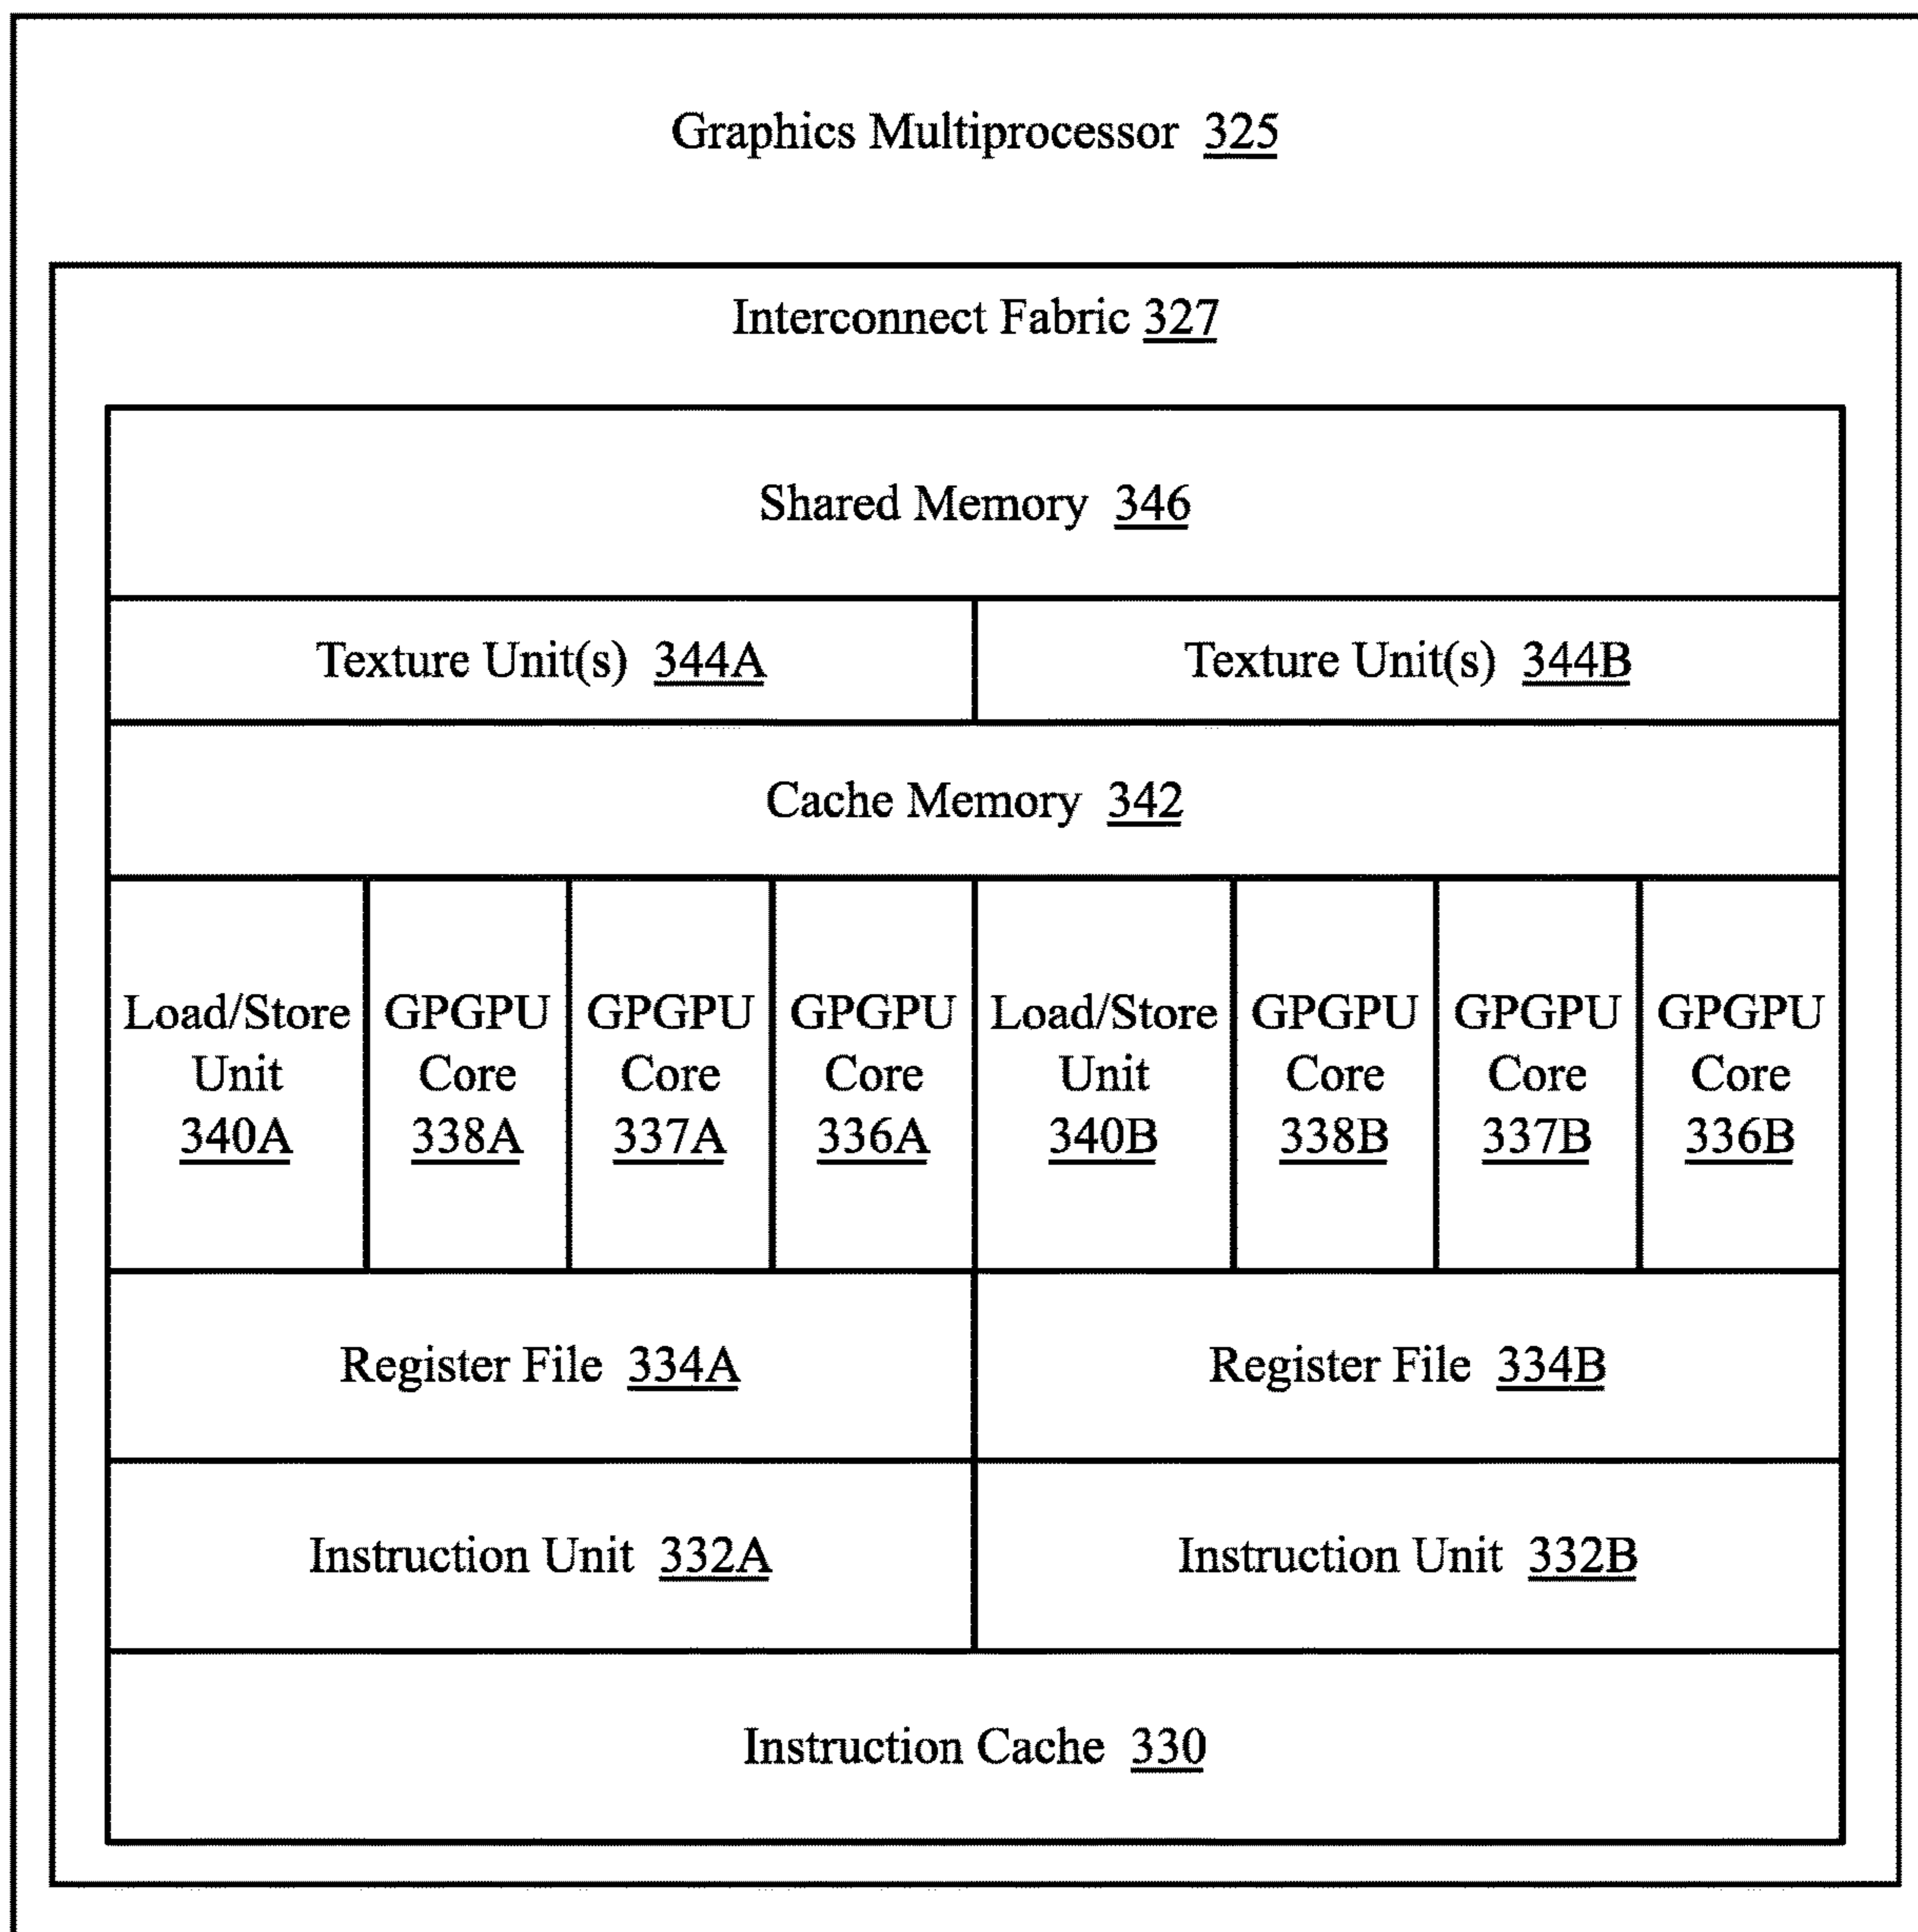 Graphics Multiprocessor 325
Interconnect Fabric 327
Shared Memory 346
Texture Unit(s) 344A
Texture Unit(s) 344B
Cache Memory 342
Load/Store
Unit
340A
GPGPU
Core
338A
GPGPU
Core
337A
GPGPU
Core
336A
Load/Store
Unit
340B
GPGPU
Core
338B
GPGPU
Core
337B
GPGPU
Core
336B
Register File 334A
Register File 334B
Instruction Unit 332A
Instruction Unit 332B
Instruction Cache 330